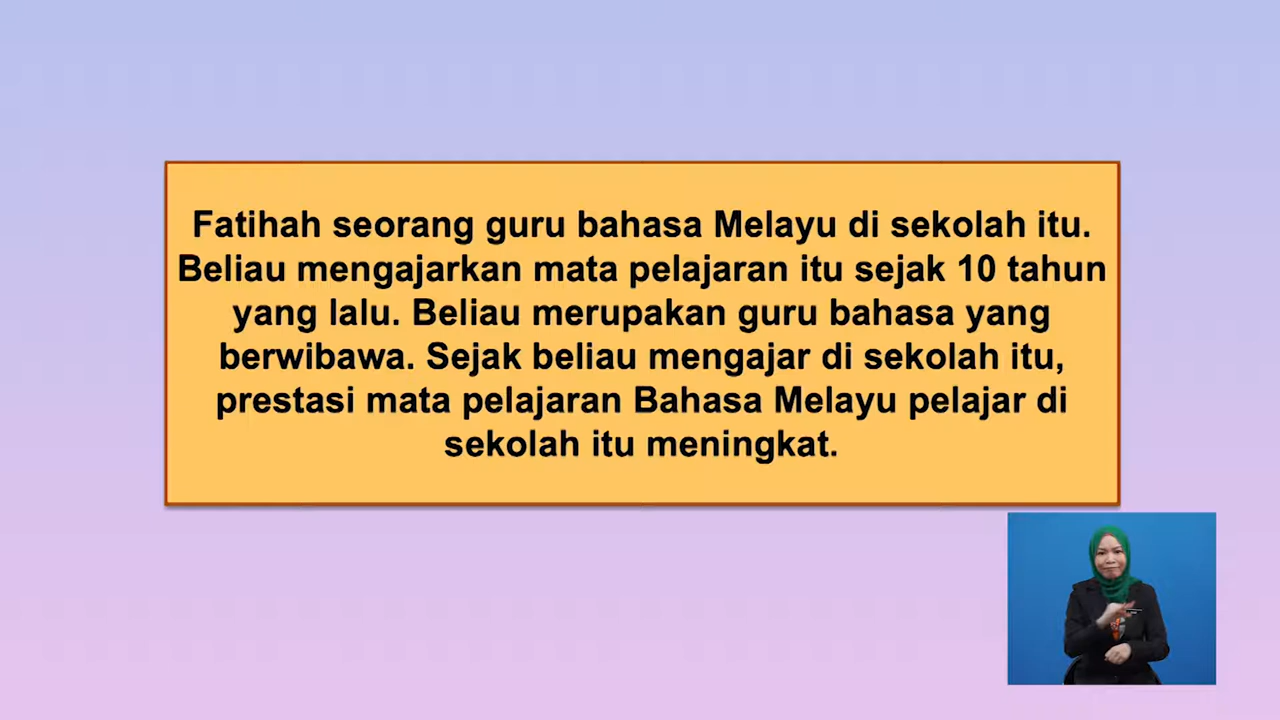 Fatihah seorang guru bahasa Melayu di sekolah itu.
Beliau mengajarkan mata pelajaran itu sejak 10 tahun
yang lalu. Beliau merupakan guru bahasa yang
berwibawa. Sejak beliau mengajar di sekolah itu,
prestasi mata pelajaran Bahasa Melayu pelajar di
sekolah itu meningkat.